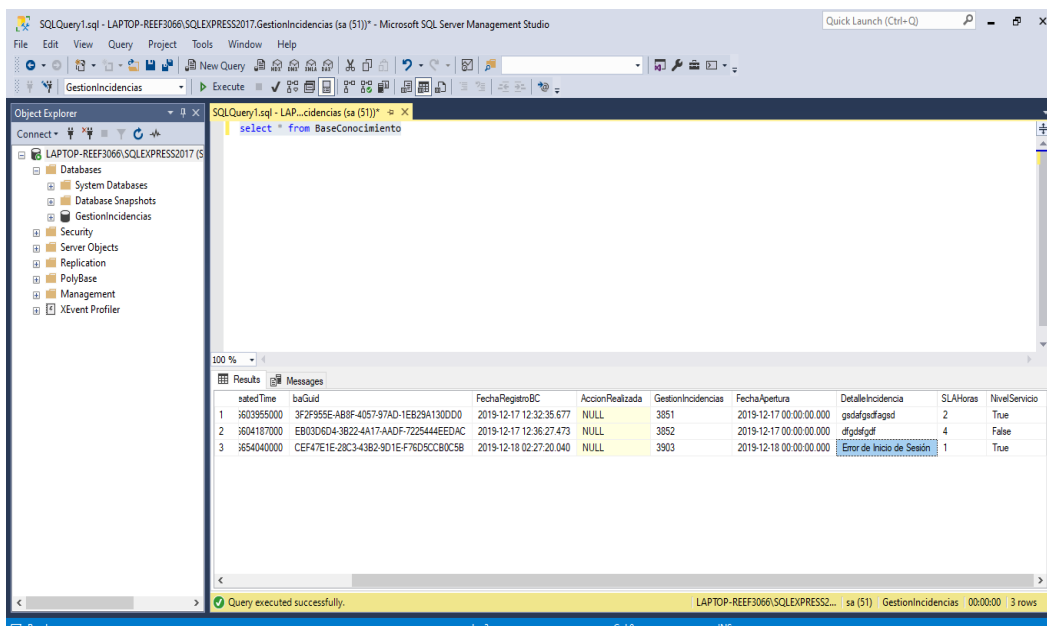 SQLQuery1.sql - LAPTOP-REEF3066\SQLEXPRESS2017.GestionIncidencias (sa (51))* - Microsoft SQL Server Management Studio
Quick Launch (Ctrl+Q)
File Edit View Query Project Tools Window Help
New Query
GestionIncidencias Execute
Object Explorer
SQLQuery1.sql - LAP...cidencias (sa (51))*
select * from BaseConocimiento
Connect
LAPTOP-REEF3066\SQLEXPRESS2017 (S
Databases
System Databases
Database Snapshots
GestionIncidencias
Security
Server Objects
Replication
PolyBase
Management
XEvent Profiler
100 %
Results Messages
satedTime baGuid FechaRegistroBC AccionRealizada GestionIncidencias FechaApertura DetalleIncidencia SLAHoras NivelServicio
1 i603955000 3F2F955E-AB8F-4057-97AD-1EB29A130DD0 2019-12-17 12:32:35.677 NULL 3851 2019-12-17 00:00:00.000 gsdafgsdfagsd 2 True
2 i604187000 EB03D6D4-3B22-4A17-AADF-7225444EEDAC 2019-12-17 12:36:27.473 NULL 3852 2019-12-17 00:00:00.000 dfgdsfgdf 4 False
3 i654040000 CEF47E1E-28C3-43B2-9D1E-F76D5CCB0C5B 2019-12-18 02:27:20.040 NULL 3903 2019-12-18 00:00:00.000 Error de Inicio de Sesión 1 True
Query executed successfully.
LAPTOP-REEF3066\SQLEXPRESS2... sa (51) GestionIncidencias 00:00:00 3 rows